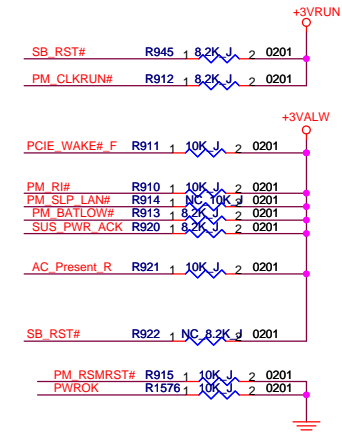 +3VRUN
SB_RST# R945 1 8.2K_J 2 0201
PM_CLKRUN# R912 1 8.2K_J 2 0201
+3VALW
PCIE_WAKE#_F R911 1 10K_J 2 0201
PM_RI# R910 1 10K_J 2 0201
PM_SLP_LAN# R914 1 NC_10K_J 2 0201
PM_BATLOW# R913 1 8.2K_J 2 0201
SUS_PWR_ACK R920 1 8.2K_J 2 0201
AC_Present_R R921 1 10K_J 2 0201
SB_RST# R922 1 NC_8.2K_J 2 0201
PM_RSMRST# R915 1 10K_J 2 0201
PWROK R1576 1 10K_J 2 0201